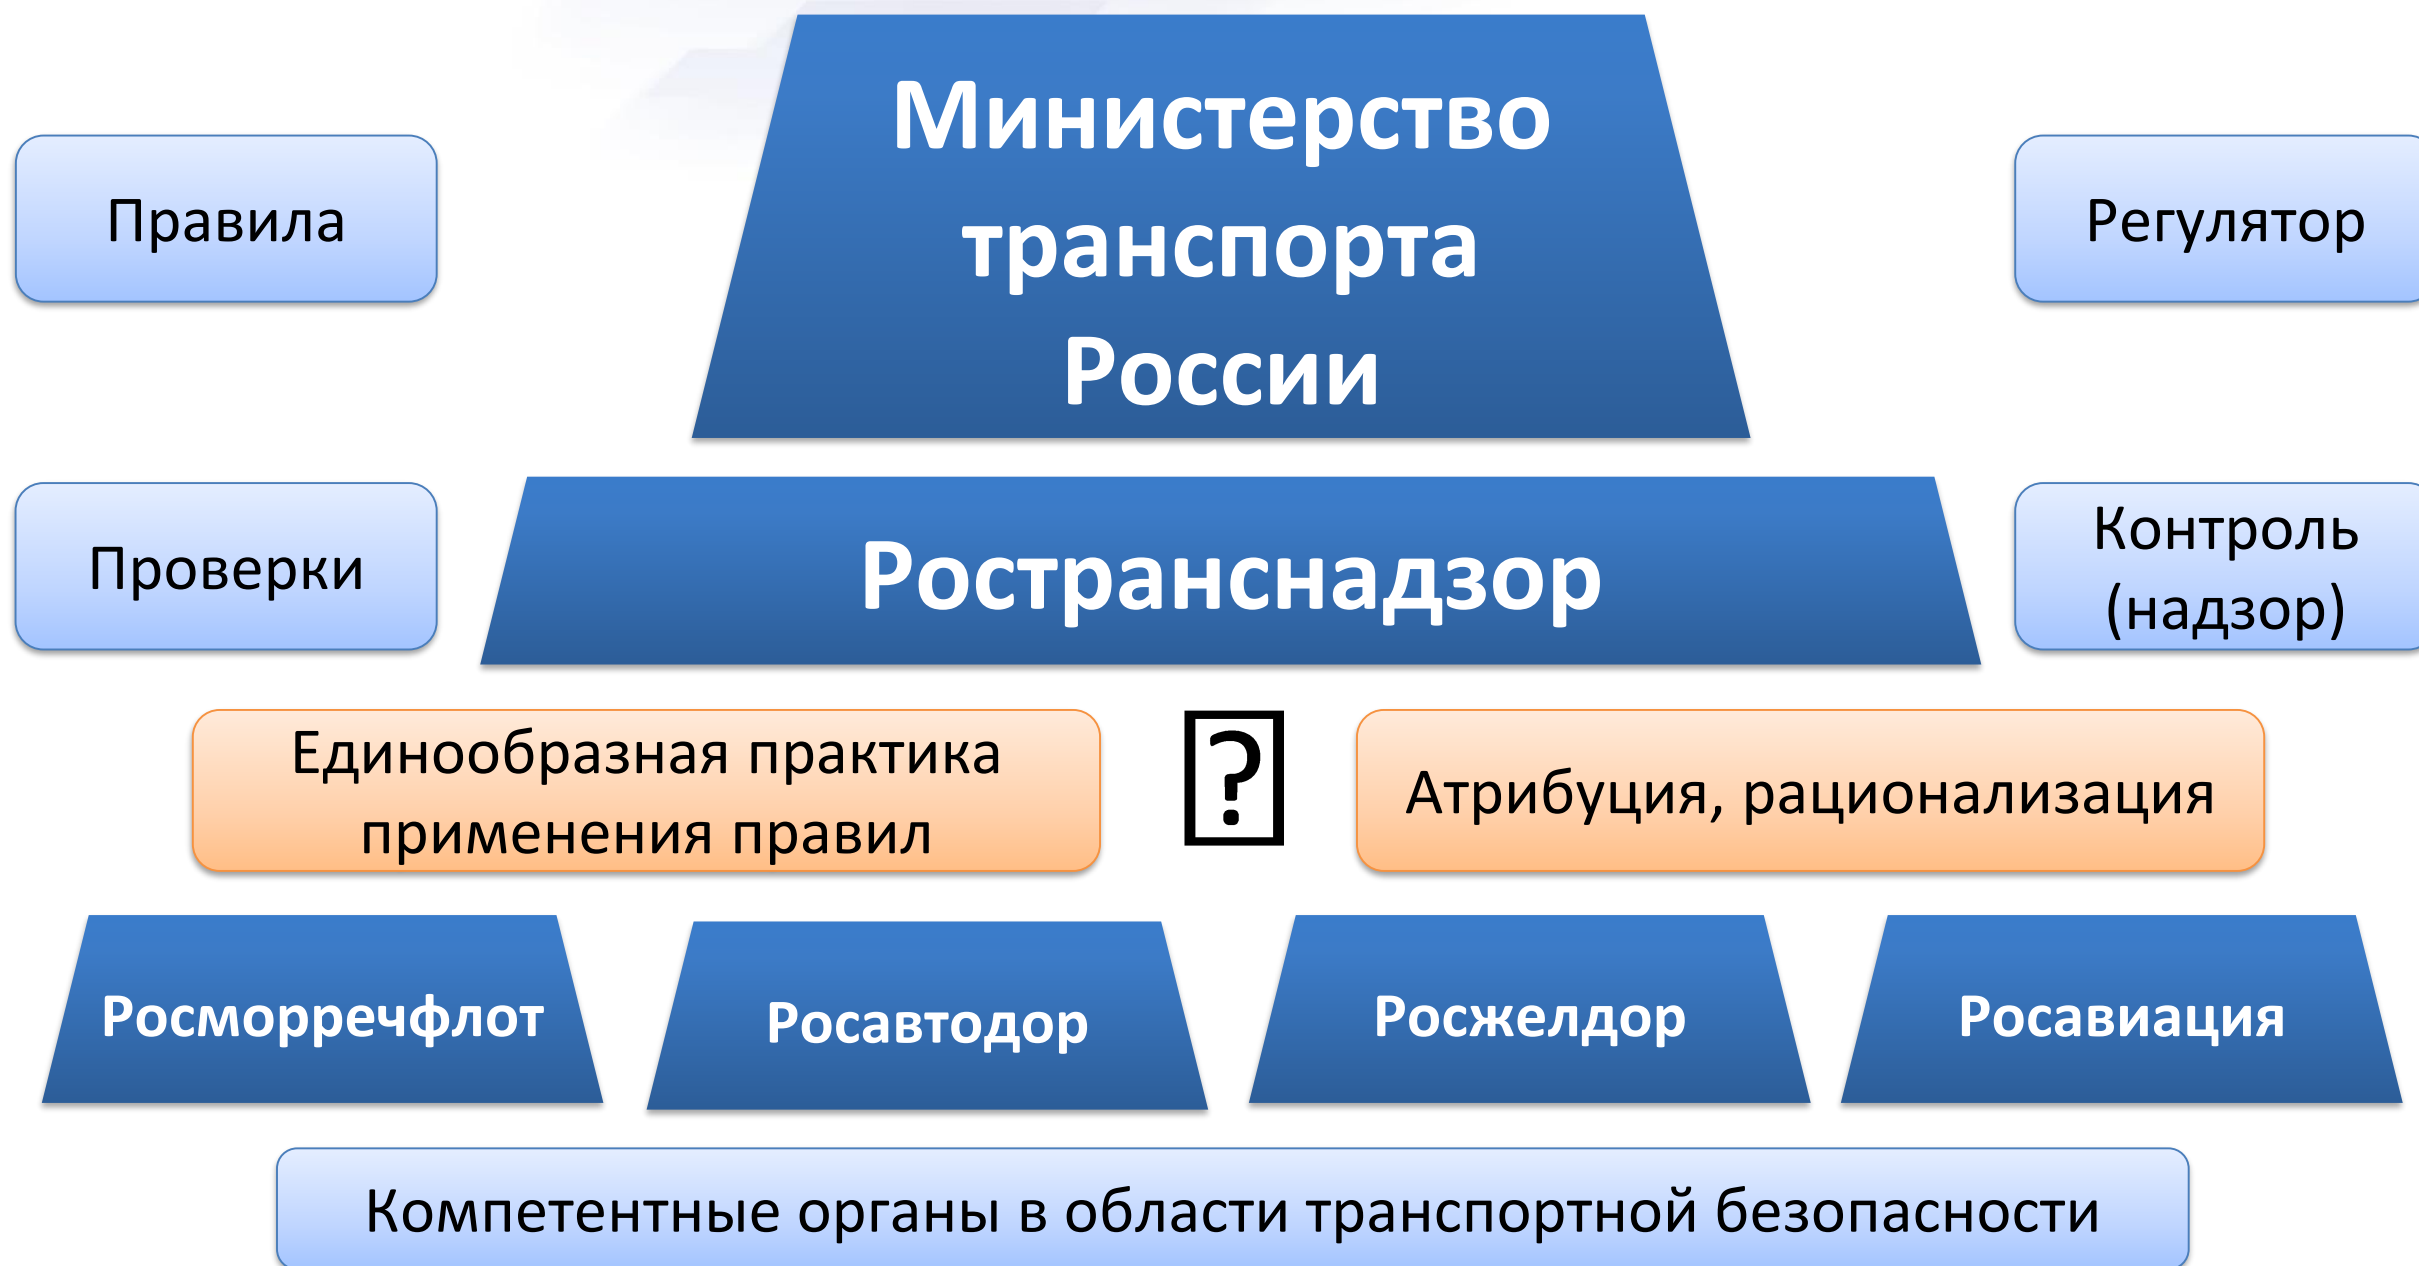 Министерство
транспорта
России
Правила
Регулятор
Проверки
Ространснадзор
Контроль
(надзор)
Единообразная практика
применения правил
?
Атрибуция, рационализация
Росморречфлот
Росавтодор
Росжелдор
Росавиация
Компетентные органы в области транспортной безопасности